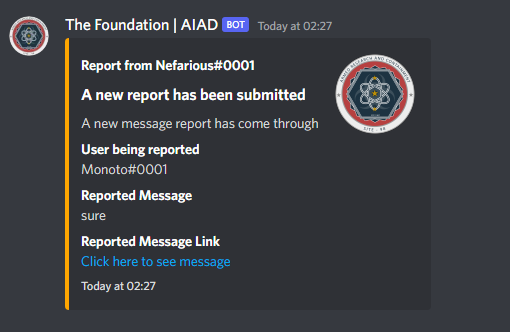 The Foundation | AIAD BOT Today at 02:27
Report from Nefarious#0001
A new report has been submitted
A new message report has come through
User being reported
Monoto#0001
Reported Message
sure
Reported Message Link
Click here to see message
Today at 02:27